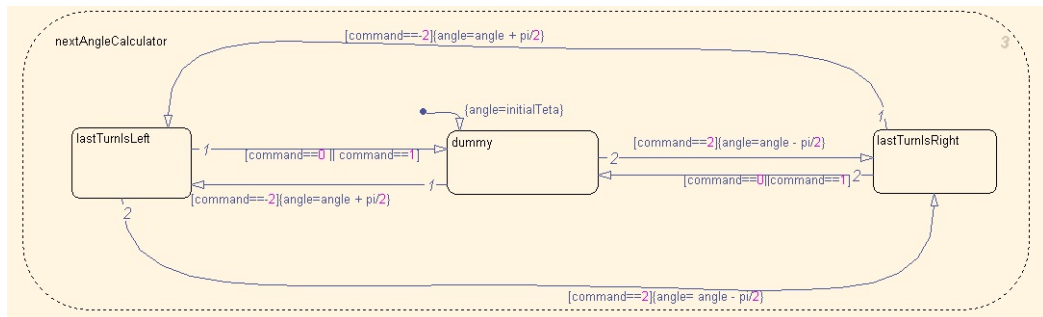 [command==-2]{angle=angle + pi/2}
nextAngleCalculator
3
{angle=initialTeta}
1
lastTurnIsLeft
dummy
lastTurnIsRight
1
[command==0 || command==1]
2
[command==2]{angle=angle - pi/2}
[command==-2]{angle=angle + pi/2}
1
[command==0||command==1]
2
2
[command==2]{angle= angle - pi/2}